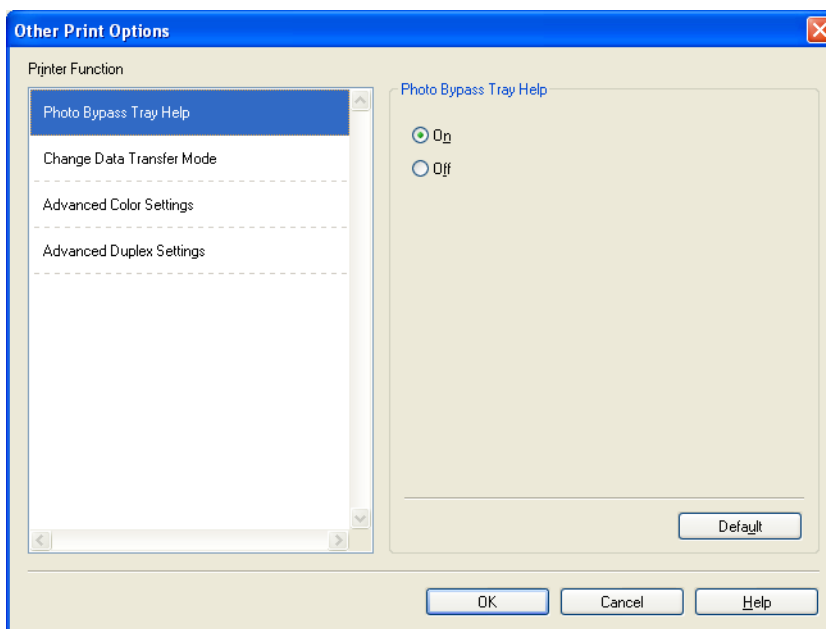 Other Print Options
Printer Function
Photo Bypass Tray Help
Change Data Transfer Mode
Advanced Color Settings
Advanced Duplex Settings
Photo Bypass Tray Help
On
Off
Default
OK
Cancel
Help